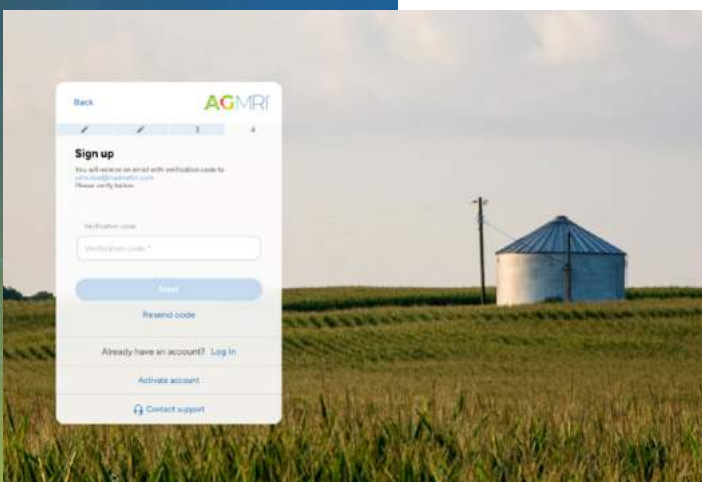 Back
AGMRI
3
4
Sign up
You will receive an email with verification code to
Please verify below.
Verification code
Verification code *
Next
Resend code
Already have an account? Log In
Activate account
Contact support